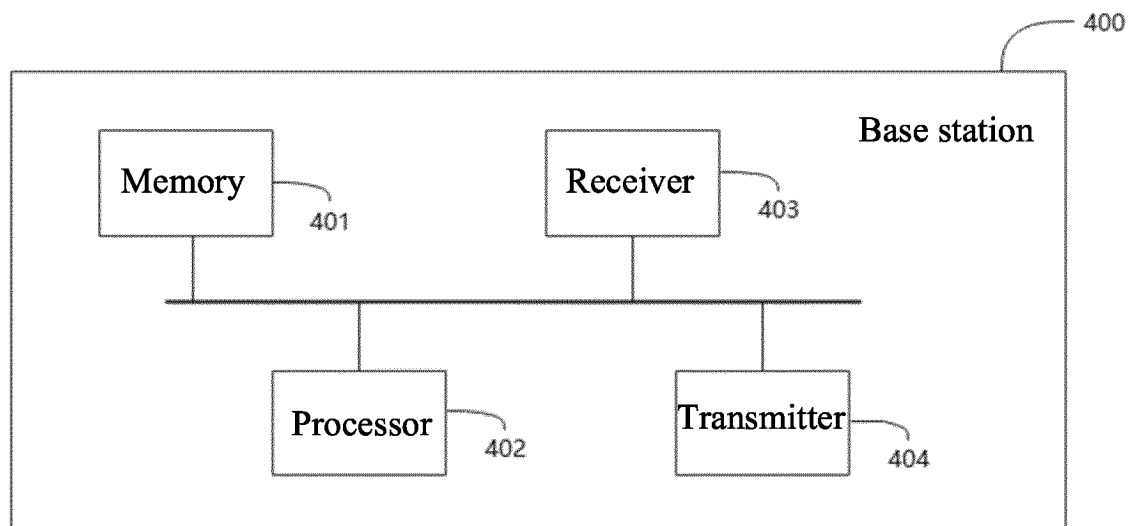 400
Base station
Memory
Receiver
401
403
Processor
Transmitter
402
404